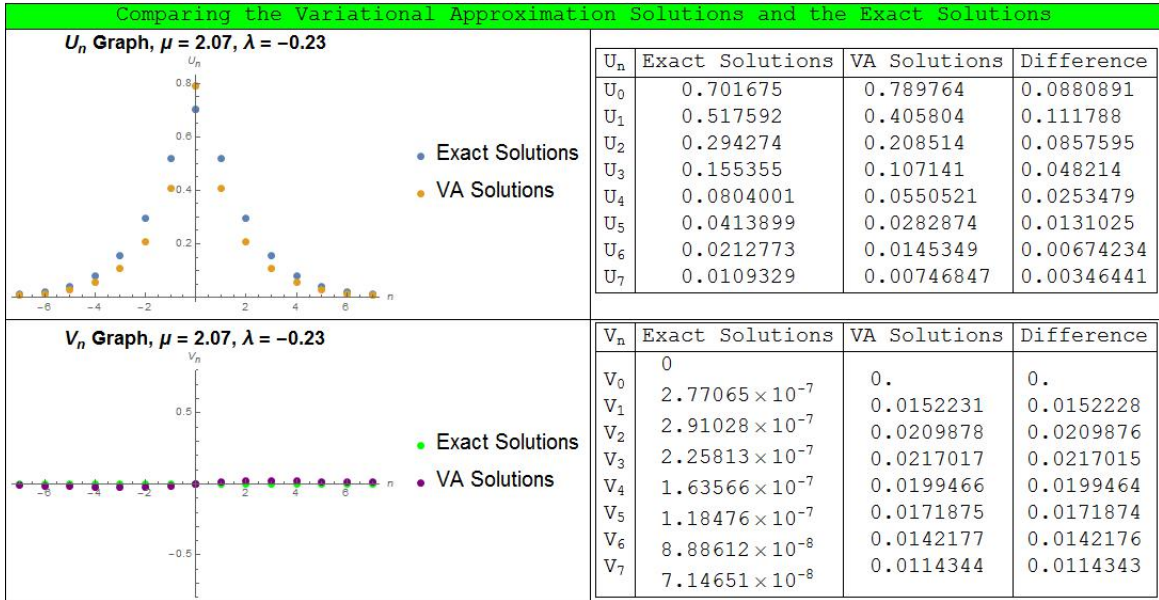 Comparing the Variational Approximation Solutions and the Exact Solutions
Uₙ Graph, μ = 2.07, λ = −0.23
Uₙ
0.8
0.6
0.4
0.2
-6 -4 -2 2 4 6 n
Exact Solutions
VA Solutions
Uₙ Exact Solutions VA Solutions Difference
U₀ 0.701675 0.789764 0.0880891
U₁ 0.517592 0.405804 0.111788
U₂ 0.294274 0.208514 0.0857595
U₃ 0.155355 0.107141 0.048214
U₄ 0.0804001 0.0550521 0.0253479
U₅ 0.0413899 0.0282874 0.0131025
U₆ 0.0212773 0.0145349 0.00674234
U₇ 0.0109329 0.00746847 0.00346441
Vₙ Graph, μ = 2.07, λ = −0.23
Vₙ
0.5
-6 -4 -2 2 4 6 n
-0.5
Exact Solutions
VA Solutions
Vₙ Exact Solutions VA Solutions Difference
V₀ 0 0. 0.
V₁ 2.77065×10⁻⁷ 0.0152231 0.0152228
V₂ 2.91028×10⁻⁷ 0.0209878 0.0209876
V₃ 2.25813×10⁻⁷ 0.0217017 0.0217015
V₄ 1.63566×10⁻⁷ 0.0199466 0.0199464
V₅ 1.18476×10⁻⁷ 0.0171875 0.0171874
V₆ 8.88612×10⁻⁸ 0.0142177 0.0142176
V₇ 7.14651×10⁻⁸ 0.0114344 0.0114343